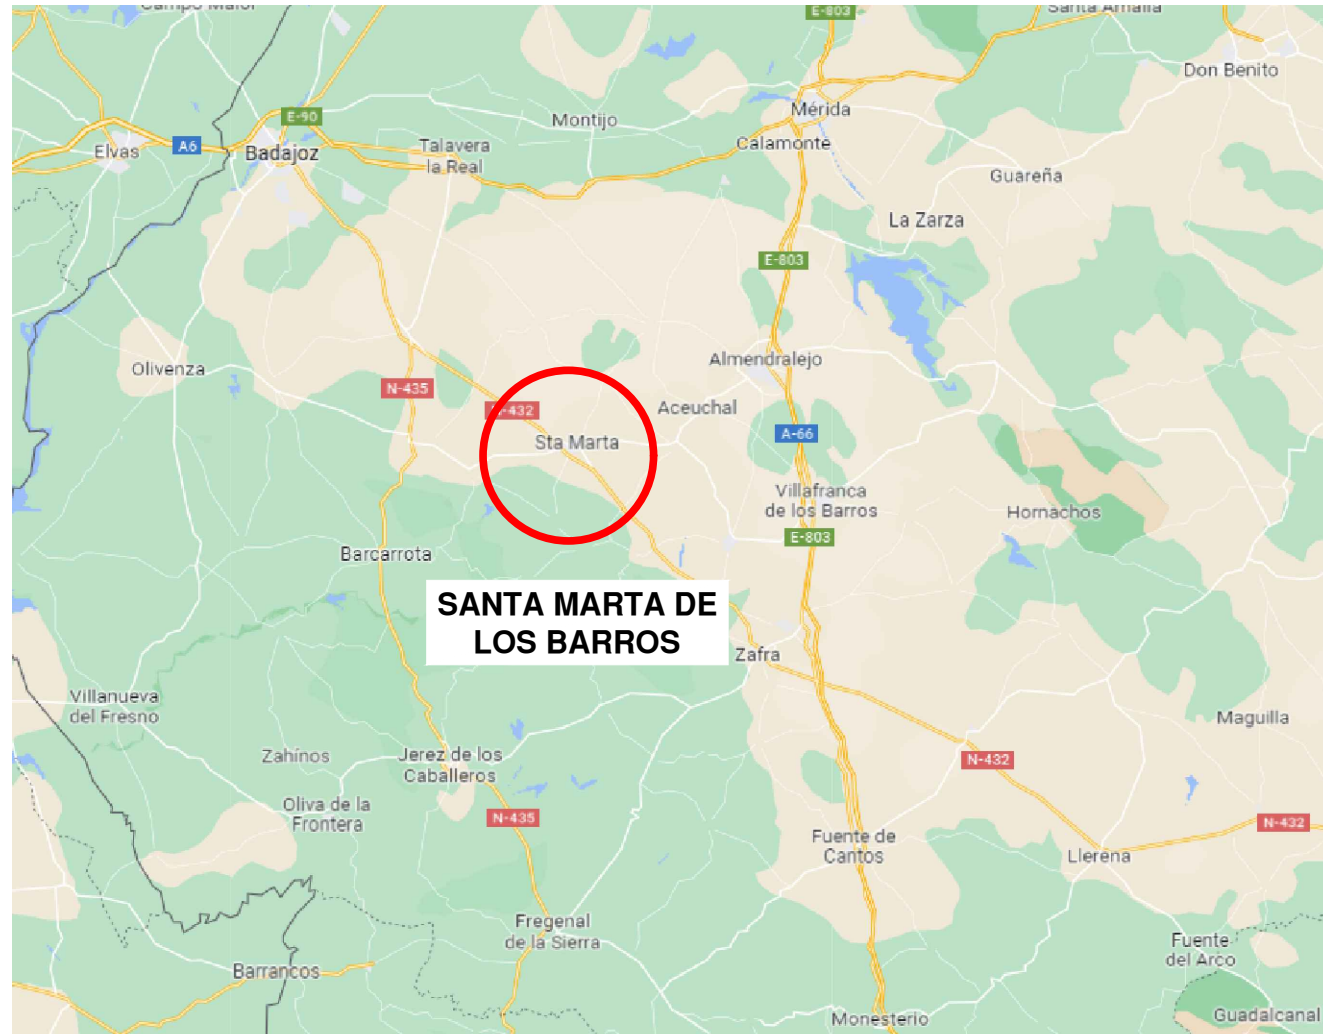 Campo Maior
E-803
Santa Amalia
Don Benito
E-90
Montijo
Mérida
Elvas
A6
Badajoz
Talavera
la Real
Calamonte
Guareña
La Zarza
E-803
Olivenza
N-435
Almendralejo
N-432
Aceuchal
Sta Marta
A-66
Villafranca
de los Barros
Hornachos
E-803
Barcarrota
SANTA MARTA DE
LOS BARROS
Zafra
Villanueva
del Fresno
Maguilla
Zahínos
Jerez de los
Caballeros
N-432
Oliva de la
Frontera
N-435
N-432
Fuente de
Cantos
Llerena
Fregenal
de la Sierra
Fuente
del Arco
Barrancos
Monesterio
Guadalcanal